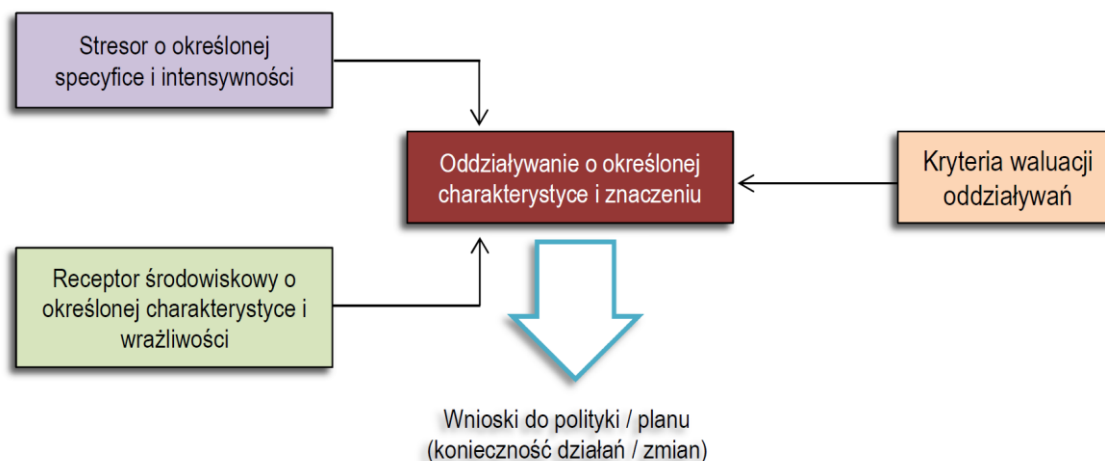 Stresor o określonej
specyfice i intensywności
Oddziaływanie o określonej
charakterystyce i znaczeniu
Kryteria waluacji
oddziaływań
Receptor środowiskowy o
określonej charakterystyce i
wrażliwości
Wnioski do polityki / planu
(konieczność działań / zmian)